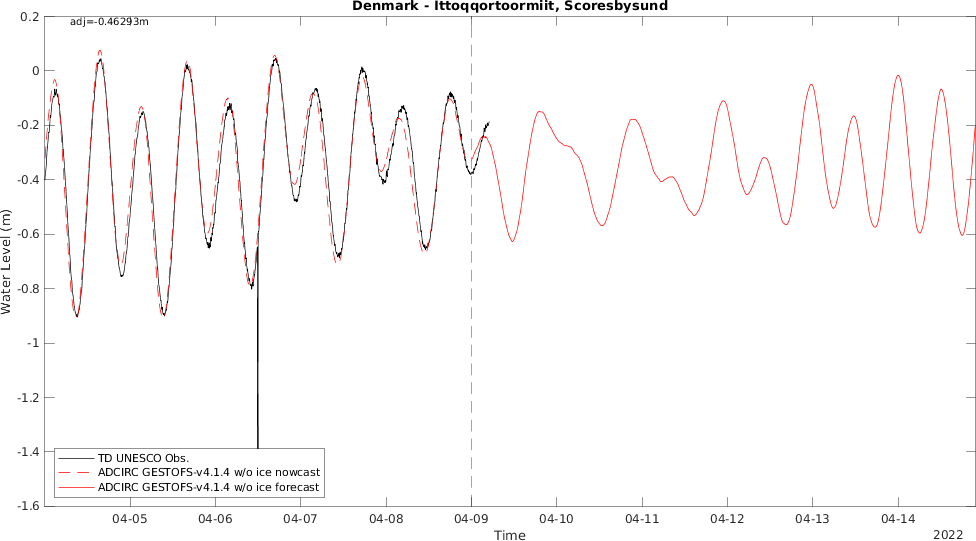 Denmark - Ittoqqortoormiit, Scoresbysund
adj=-0.46293m
0.2
0
-0.2
-0.4
-0.6
-0.8
-1
-1.2
-1.4
-1.6
Water Level (m)
TD UNESCO Obs.
ADCIRC GESTOFS-v4.1.4 w/o ice nowcast
ADCIRC GESTOFS-v4.1.4 w/o ice forecast
04-05 04-06 04-07 04-08 04-09 04-10 04-11 04-12 04-13 04-14
Time
2022